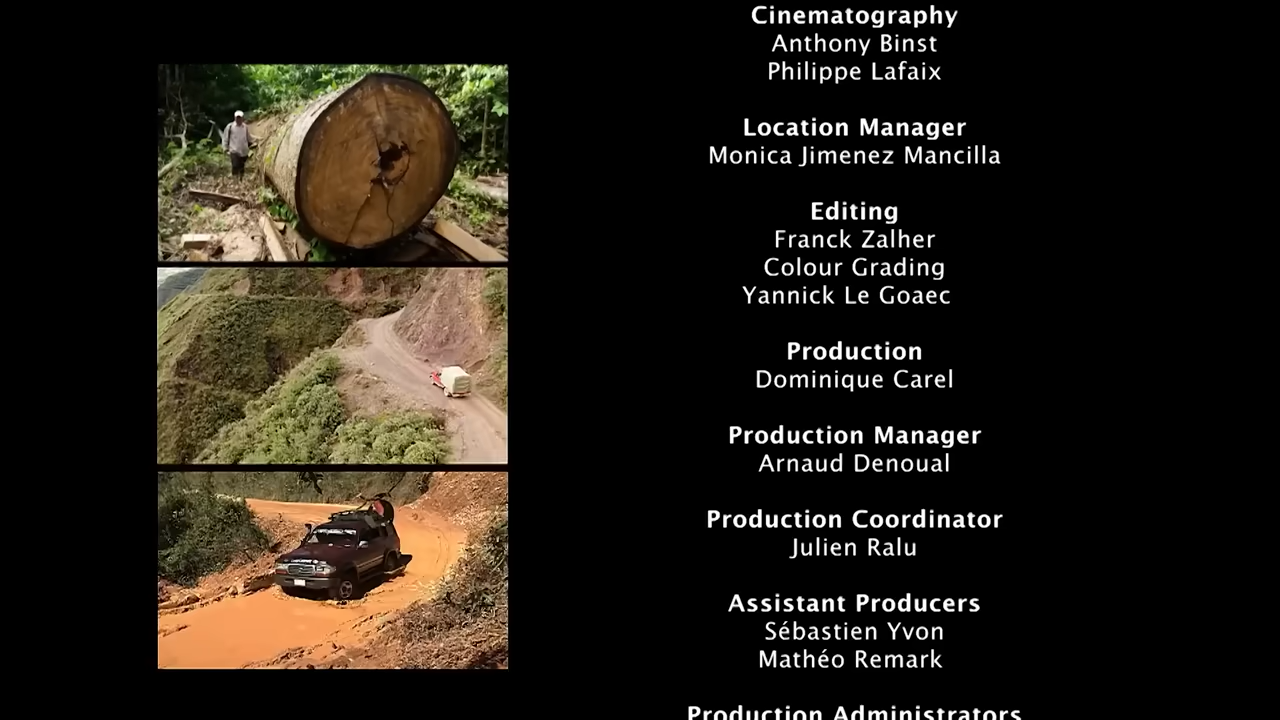 Cinematography
Anthony Binst
Philippe Lafaix
Location Manager
Monica Jimenez Mancilla
Editing
Franck Zalher
Colour Grading
Yannick Le Goaec
Production
Dominique Carel
Production Manager
Arnaud Denoual
Production Coordinator
Julien Ralu
Assistant Producers
Sébastien Yvon
Mathéo Remark
Production Administrators